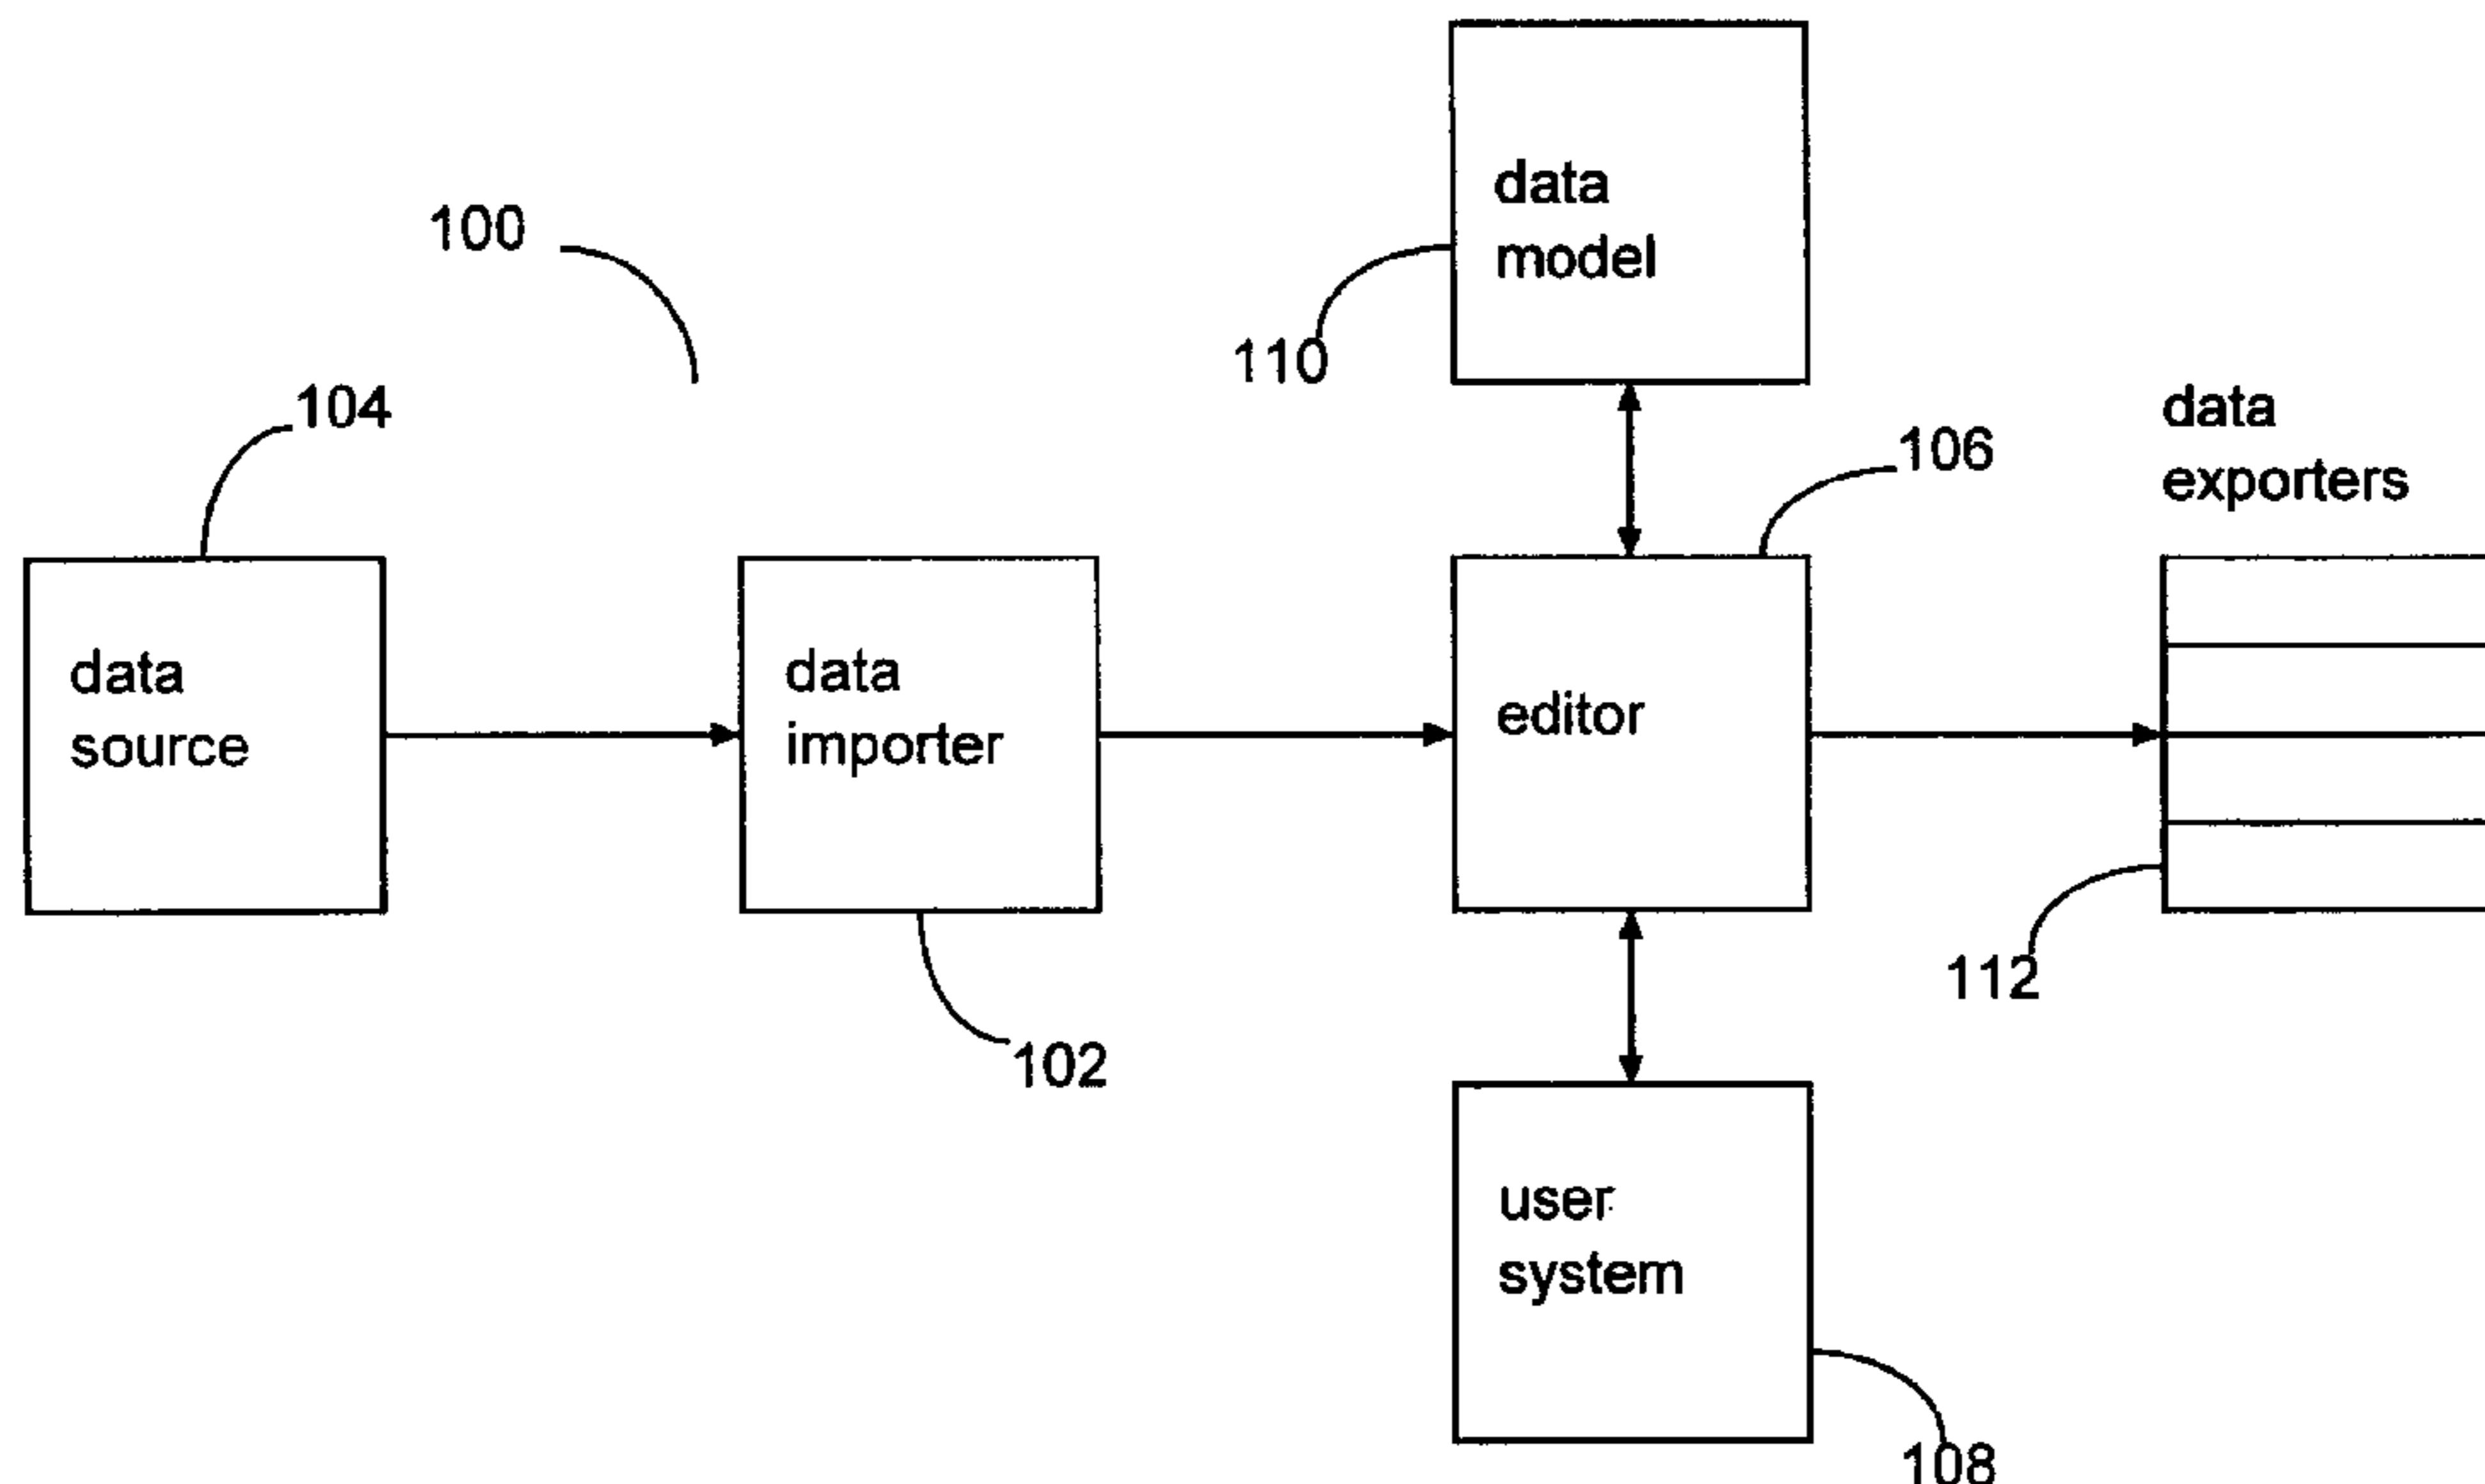 100
data
model
110
104
106
data
exporters
data
source
data
importer
editor
112
102
user
system
108